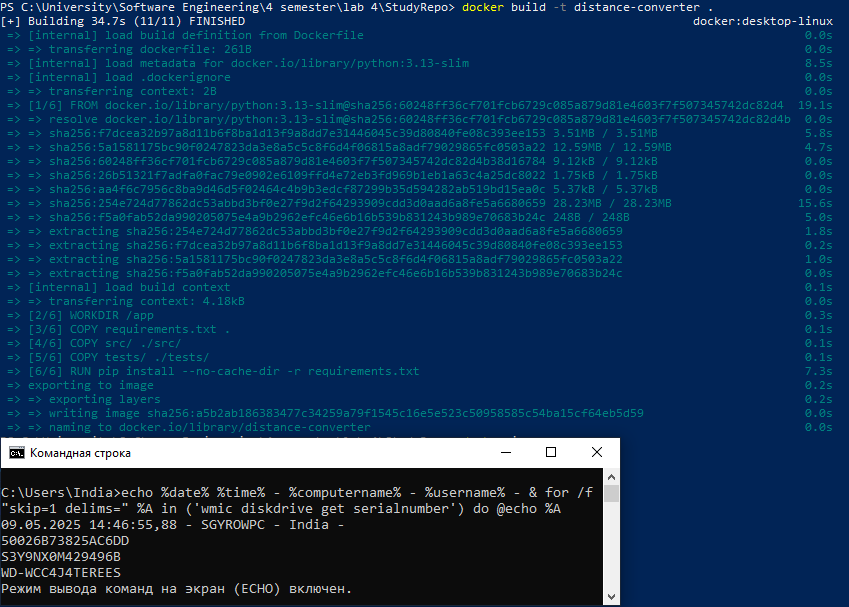 PS C:\University\Software Engineering\4 semester\lab 4\StudyRepo> docker build -t distance-converter .
[+] Building 34.7s (11/11) FINISHED docker:desktop-linux
=> [internal] load build definition from Dockerfile 0.0s
=> => transferring dockerfile: 261B 0.0s
=> [internal] load metadata for docker.io/library/python:3.13-slim 8.5s
=> [internal] load .dockerignore 0.0s
=> => transferring context: 2B 0.0s
=> [1/6] FROM docker.io/library/python:3.13-slim@sha256:60248ff36cf701fcb6729c085a879d81e4603f7f507345742dc82d4 19.1s
=> => resolve docker.io/library/python:3.13-slim@sha256:60248ff36cf701fcb6729c085a879d81e4603f7f507345742dc82d4b 0.0s
=> => sha256:f7dcea32b97a8d11b6f8ba1d13f9a8dd7e31446045c39d80840fe08c393ee153 3.51MB / 3.51MB 5.8s
=> => sha256:5a1581175bc90f0247823da3e8a5c5c8f6d4f06815a8adf79029865fc0503a22 12.59MB / 12.59MB 4.7s
=> => sha256:60248ff36cf701fcb6729c085a879d81e4603f7f507345742dc82d4b38d16784 9.12kB / 9.12kB 0.0s
=> => sha256:26b51321f7adfa0fac79e0902e6109ffd4e72eb3fd969b1eb1a63c4a25dc8022 1.75kB / 1.75kB 0.0s
=> => sha256:aa4f6c7956c8ba9d46d5f02464c4b9b3edcf87299b35d594282ab519bd15ea0c 5.37kB / 5.37kB 0.0s
=> => sha256:254e724d77862dc53abbd3bf0e27f9d2f64293909cdd3d0aad6a8fe5a6680659 28.23MB / 28.23MB 15.6s
=> => sha256:f5a0fab52da990205075e4a9b2962efc46e6b16b539b831243b989e70683b24c 248B / 248B 5.0s
=> => extracting sha256:254e724d77862dc53abbd3bf0e27f9d2f64293909cdd3d0aad6a8fe5a6680659 1.8s
=> => extracting sha256:f7dcea32b97a8d11b6f8ba1d13f9a8dd7e31446045c39d80840fe08c393ee153 0.2s
=> => extracting sha256:5a1581175bc90f0247823da3e8a5c5c8f6d4f06815a8adf79029865fc0503a22 1.0s
=> => extracting sha256:f5a0fab52da990205075e4a9b2962efc46e6b16b539b831243b989e70683b24c 0.0s
=> [internal] load build context 0.1s
=> => transferring context: 4.18kB 0.0s
=> [2/6] WORKDIR /app 0.3s
=> [3/6] COPY requirements.txt . 0.1s
=> [4/6] COPY src/ ./src/ 0.1s
=> [5/6] COPY tests/ ./tests/ 0.1s
=> [6/6] RUN pip install --no-cache-dir -r requirements.txt 7.3s
=> exporting to image 0.2s
=> => exporting layers 0.2s
=> => writing image sha256:a5b2ab186383477c34259a79f1545c16e5e523c50958585c54ba15cf64eb5d59 0.0s
=> => naming to docker.io/library/distance-converter 0.0s
Командная строка
C:\Users\India>echo %date% %time% - %computername% - %username% - & for /f
"skip=1 delims=" %A in ('wmic diskdrive get serialnumber') do @echo %A
09.05.2025 14:46:55,88 - SGYROWPC - India -
50026B73825AC6DD
S3Y9NX0M429496B
WD-WCC4J4TEREES
Режим вывода команд на экран (ECHO) включен.